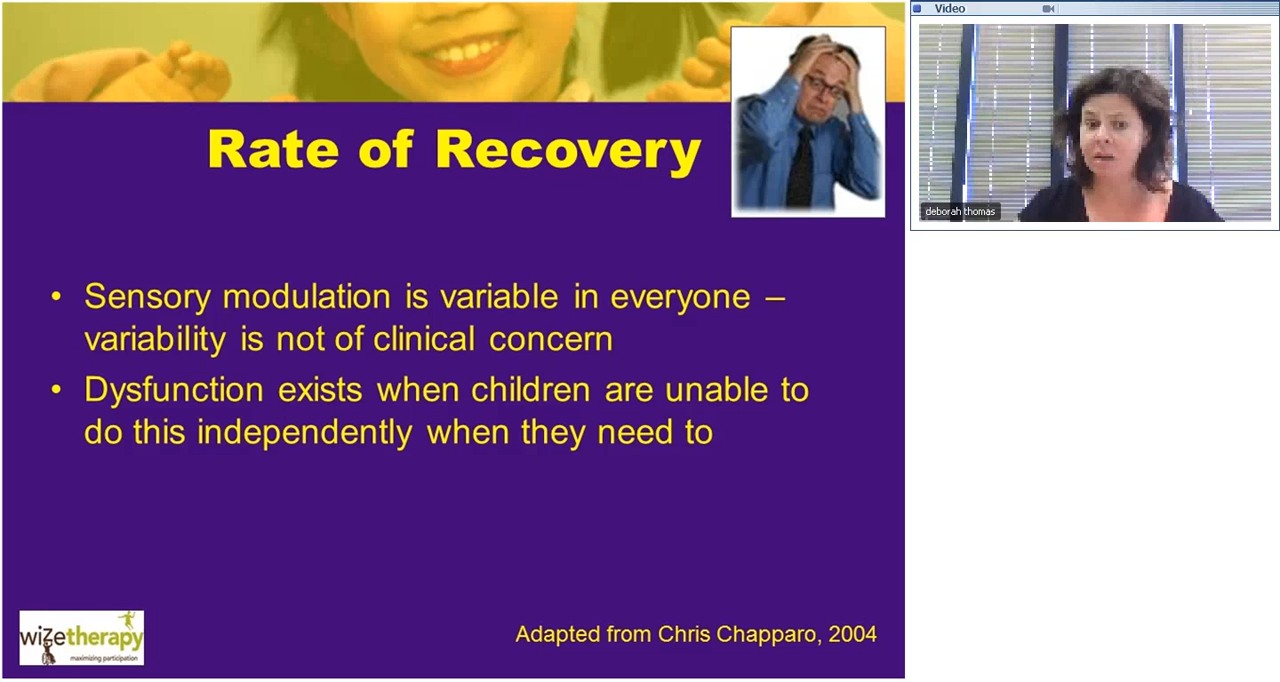 Rate of Recovery
• Sensory modulation is variable in everyone –
variability is not of clinical concern
• Dysfunction exists when children are unable to
do this independently when they need to
wizetherapy
maximizing participation
Adapted from Chris Chapparo, 2004
Video
deborah thomas